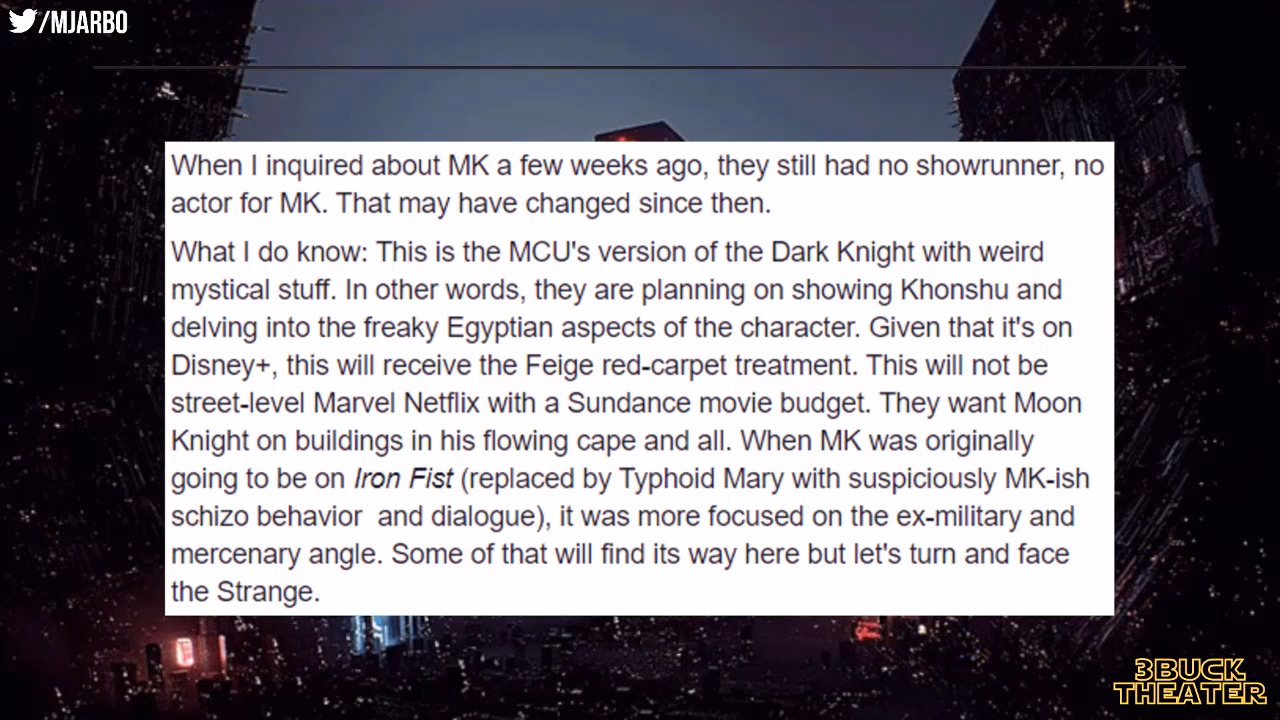 /MJARBO
When I inquired about MK a few weeks ago, they still had no showrunner, no
actor for MK. That may have changed since then.
What I do know: This is the MCU's version of the Dark Knight with weird
mystical stuff. In other words, they are planning on showing Khonshu and
delving into the freaky Egyptian aspects of the character. Given that it's on
Disney+, this will receive the Feige red-carpet treatment. This will not be
street-level Marvel Netflix with a Sundance movie budget. They want Moon
Knight on buildings in his flowing cape and all. When MK was originally
going to be on Iron Fist (replaced by Typhoid Mary with suspiciously MK-ish
schizo behavior  and dialogue), it was more focused on the ex-military and
mercenary angle. Some of that will find its way here but let's turn and face
the Strange.
3BUCK
THEATER